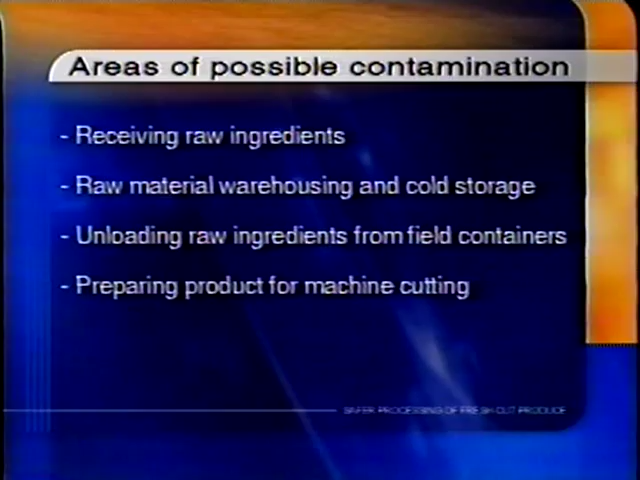 Areas of possible contamination
- Receiving raw ingredients
- Raw material warehousing and cold storage
- Unloading raw ingredients from field containers
- Preparing product for machine cutting
SAFER PROCESSING OF FRESH-CUT PRODUCE